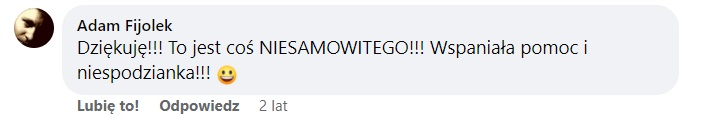 Adam Fijolek
Dziękuję!!! To jest coś NIESAMOWITEGO!!! Wspaniała pomoc i
niespodzianka!!! 😀
Lubię to! Odpowiedz 2 lat